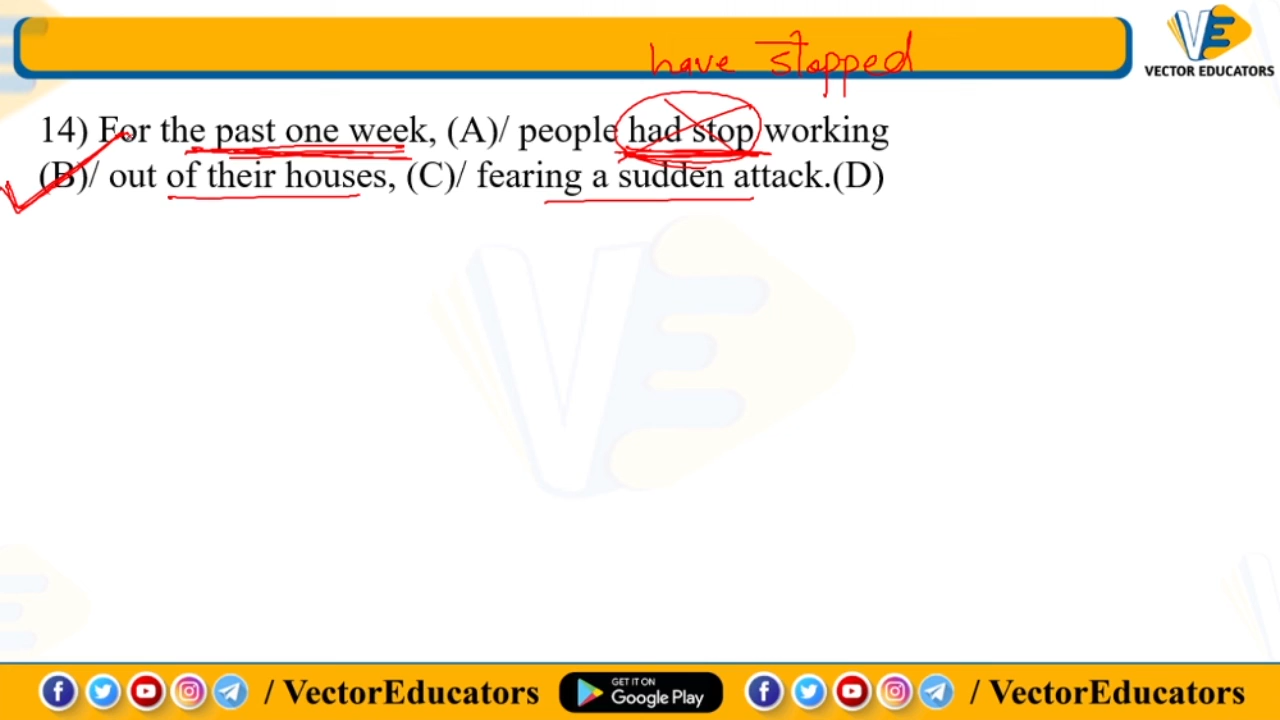 have stopped
VECTOR EDUCATORS
14) For the past one week, (A)/ people had stop working
(B)/ out of their houses, (C)/ fearing a sudden attack.(D)
/ VectorEducators
GET IT ON
Google Play
/ VectorEducators